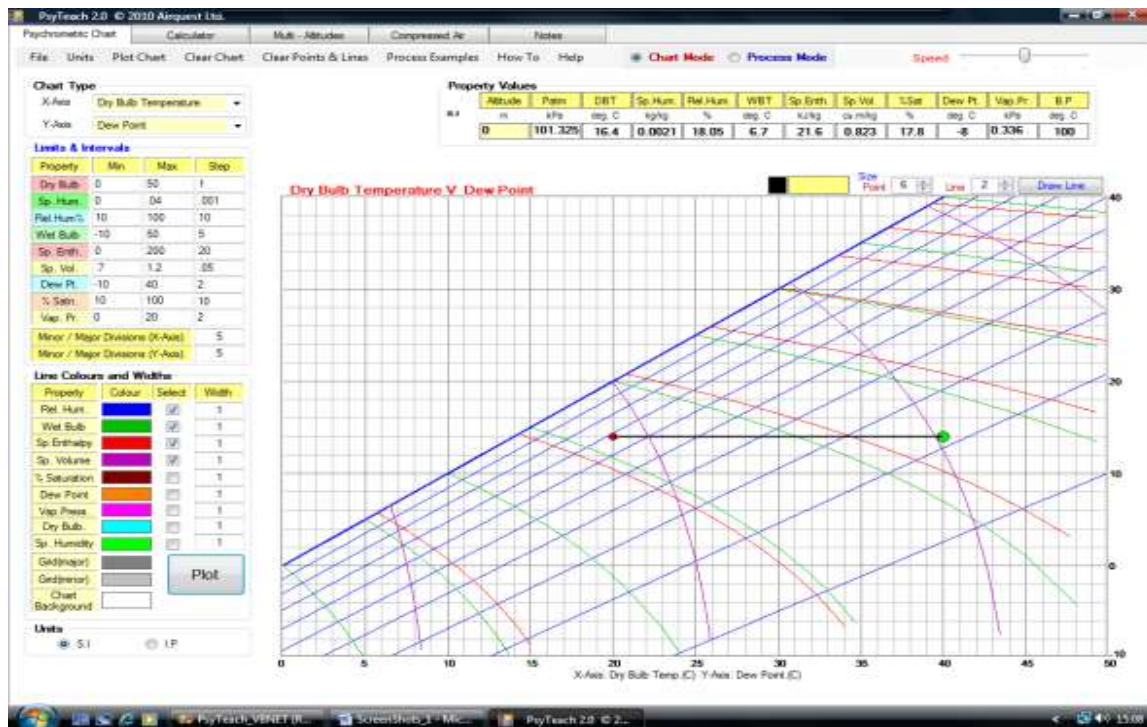 PsyTeach 2.0 © 2010 Airquest Ltd.
Psychrometric Chart Calculator Multi - Altitudes Compressed Air Notes
File Units Plot Chart Clear Chart Clear Points & Lines Process Examples How To Help Chart Mode Process Mode Speed
Chart Type
X-Axis Dry Bulb Temperature
Y-Axis Dew Point
Property Values
Altitude Patm DBT Sp.Hum. Rel.Hum. WBT Sp.Enth. Sp.Vol. %Sat Dew Pt. Vap.Pr. B.P
S.I m kPa deg. C kg/kg % deg. C kJ/kg cu.m/kg % deg. C kPa deg. C
0 101.325 16.4 0.0021 18.05 6.7 21.6 0.823 17.8 -8 0.336 100
Limits & Intervals
Property Min Max Step
Dry Bulb 0 50 1
Sp. Hum. 0 .04 .001
Rel.Hum% 10 100 10
Wet Bulb -10 50 5
Sp. Enth. 0 200 20
Sp. Vol. .7 1.2 .05
Dew Pt. -10 40 2
% Satn. 10 100 10
Vap. Pr. 0 20 2
Minor / Major Divisions (X-Axis) 5
Minor / Major Divisions (Y-Axis) 5
Line Colours and Widths
Property Colour Select Width
Rel. Hum. 1
Wet Bulb 1
Sp.Enthalpy 1
Sp. Volume 1
% Saturation 1
Dew Point 1
Vap.Press. 1
Dry Bulb. 1
Sp. Humidity 1
Grid(major)
Grid(minor)
Chart Background
Plot
Units
S.I I.P
Dry Bulb Temperature V Dew Point
Size
Point 6 Line 2 Draw Line
40
30
20
10
0
10
0 5 10 15 20 25 30 35 40 45 50
X-Axis: Dry Bulb Temp.(C) Y-Axis: Dew Point.(C)
PsyTeach_VBNET (R... ScreenShots_1 - Mic... PsyTeach 2.0 © 2...